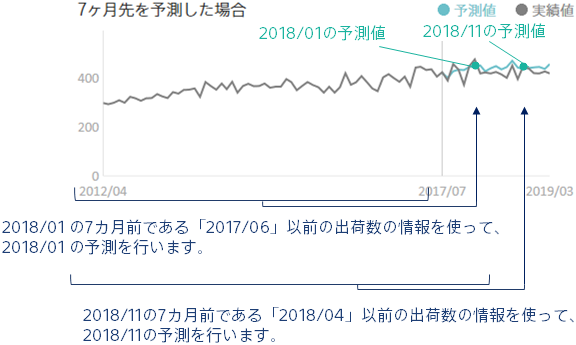 7ヶ月先を予測した場合
予測値 実績値
2018/01の予測値
2018/11の予測値
400
200
0
2012/04
2017/07
2019/03
2018/01 の7カ月前である「2017/06」以前の出荷数の情報を使って、
2018/01 の予測を行います。
2018/11の7カ月前である「2018/04」以前の出荷数の情報を使って、
2018/11の予測を行います。